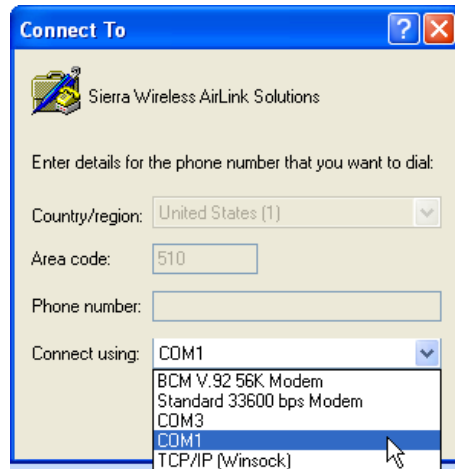 Connect To
Sierra Wireless AirLink Solutions
Enter details for the phone number that you want to dial:
Country/region: United States (1)
Area code: 510
Phone number:
Connect using: COM1
BCM V.92 56K Modem
Standard 33600 bps Modem
COM3
COM1
TCP/IP (Winsock)